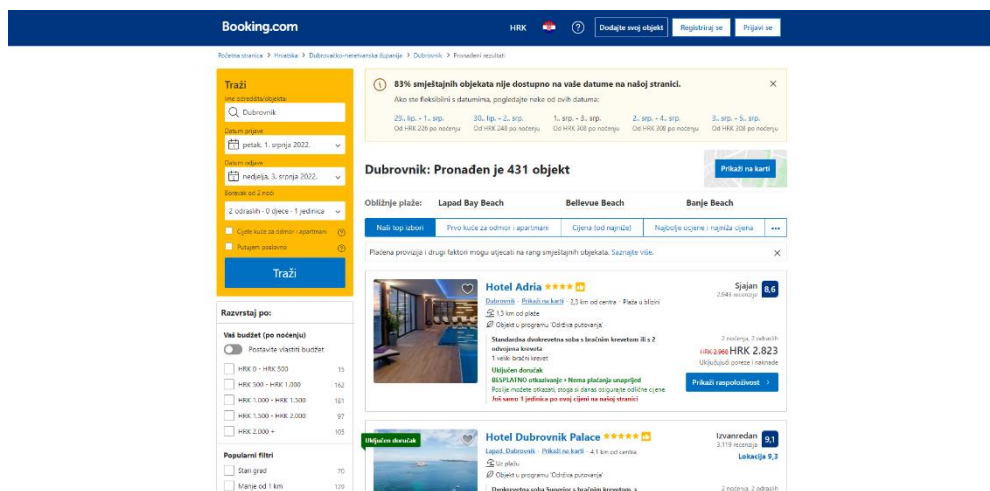 Booking.com
HRK
Dodajte svoj objekt
Registriraj se
Prijavi se
Početna stranica > Hrvatska > Dubrovačko-neretvanska županija > Dubrovnik > Pronađeni rezultati
Traži
Ime odredišta/objekta:
Dubrovnik
Datum prijave
petak, 1. srpnja 2022.
Datum odjave
nedjelja, 3. srpnja 2022.
Boravak od 2 noći
2 odraslih · 0 djece · 1 jedinica
Cijele kuće za odmor i apartmani
Putujem poslovno
Traži
Razvrstaj po:
Vaš budžet (po noćenju)
Postavite vlastiti budžet
HRK 0 - HRK 500 15
HRK 500 - HRK 1.000 162
HRK 1.000 - HRK 1.500 181
HRK 1.500 - HRK 2.000 97
HRK 2.000 + 105
Popularni filtri
Stari grad 70
Manje od 1 km 129
83% smještajnih objekata nije dostupno na vaše datume na našoj stranici.
Ako ste fleksibilni s datumima, pogledajte neke od ovih datuma:
29., lip. - 1., srp. 30., lip. - 2., srp. 1., srp. - 3., srp. 2., srp. - 4., srp. 3., srp. - 5., srp.
Od HRK 226 po noćenju Od HRK 248 po noćenju Od HRK 308 po noćenju Od HRK 308 po noćenju Od HRK 208 po noćenju
Dubrovnik: Pronađen je 431 objekt
Prikaži na karti
Obližnje plaže: Lapad Bay Beach Bellevue Beach Banje Beach
Naši top izbori Prvo kuće za odmor i apartmani Cijena (od najniže) Najbolje ocjene i najniža cijena
Plaćena provizija i drugi faktori mogu utjecati na rang smještajnih objekata. Saznajte više.
Hotel Adria
Dubrovnik · Prikaži na karti · 2,3 km od centra · Plaža u blizini
1,3 km od plaže
Objekt u programu 'Održiva putovanja'
Standardna dvokrevetna soba s bračnim krevetom ili s 2
odvojena kreveta
1 veliki bračni krevet
Uključen doručak
BESPLATNO otkazivanje • Nema plaćanja unaprijed
Poslije možete otkazati, stoga si danas osigurajte odlične cijene.
Još samo 1 jedinica po ovoj cijeni na našoj stranici
Sjajan 8,6
2.943 recenzije
2 noćenja, 2 odraslih
HRK 2.960 HRK 2.823
Uključujući poreze i naknade
Prikaži raspoloživost
Uključen doručak
Hotel Dubrovnik Palace
Lapad, Dubrovnik · Prikaži na karti · 4,1 km od centra
Uz plažu
Objekt u programu 'Održiva putovanja'
Dvokrevetna soba Superior s bračnim krevetom, s
Izvanredan 9,1
3.119 recenzija
Lokacija 9,3
2 noćenja, 2 odraslih